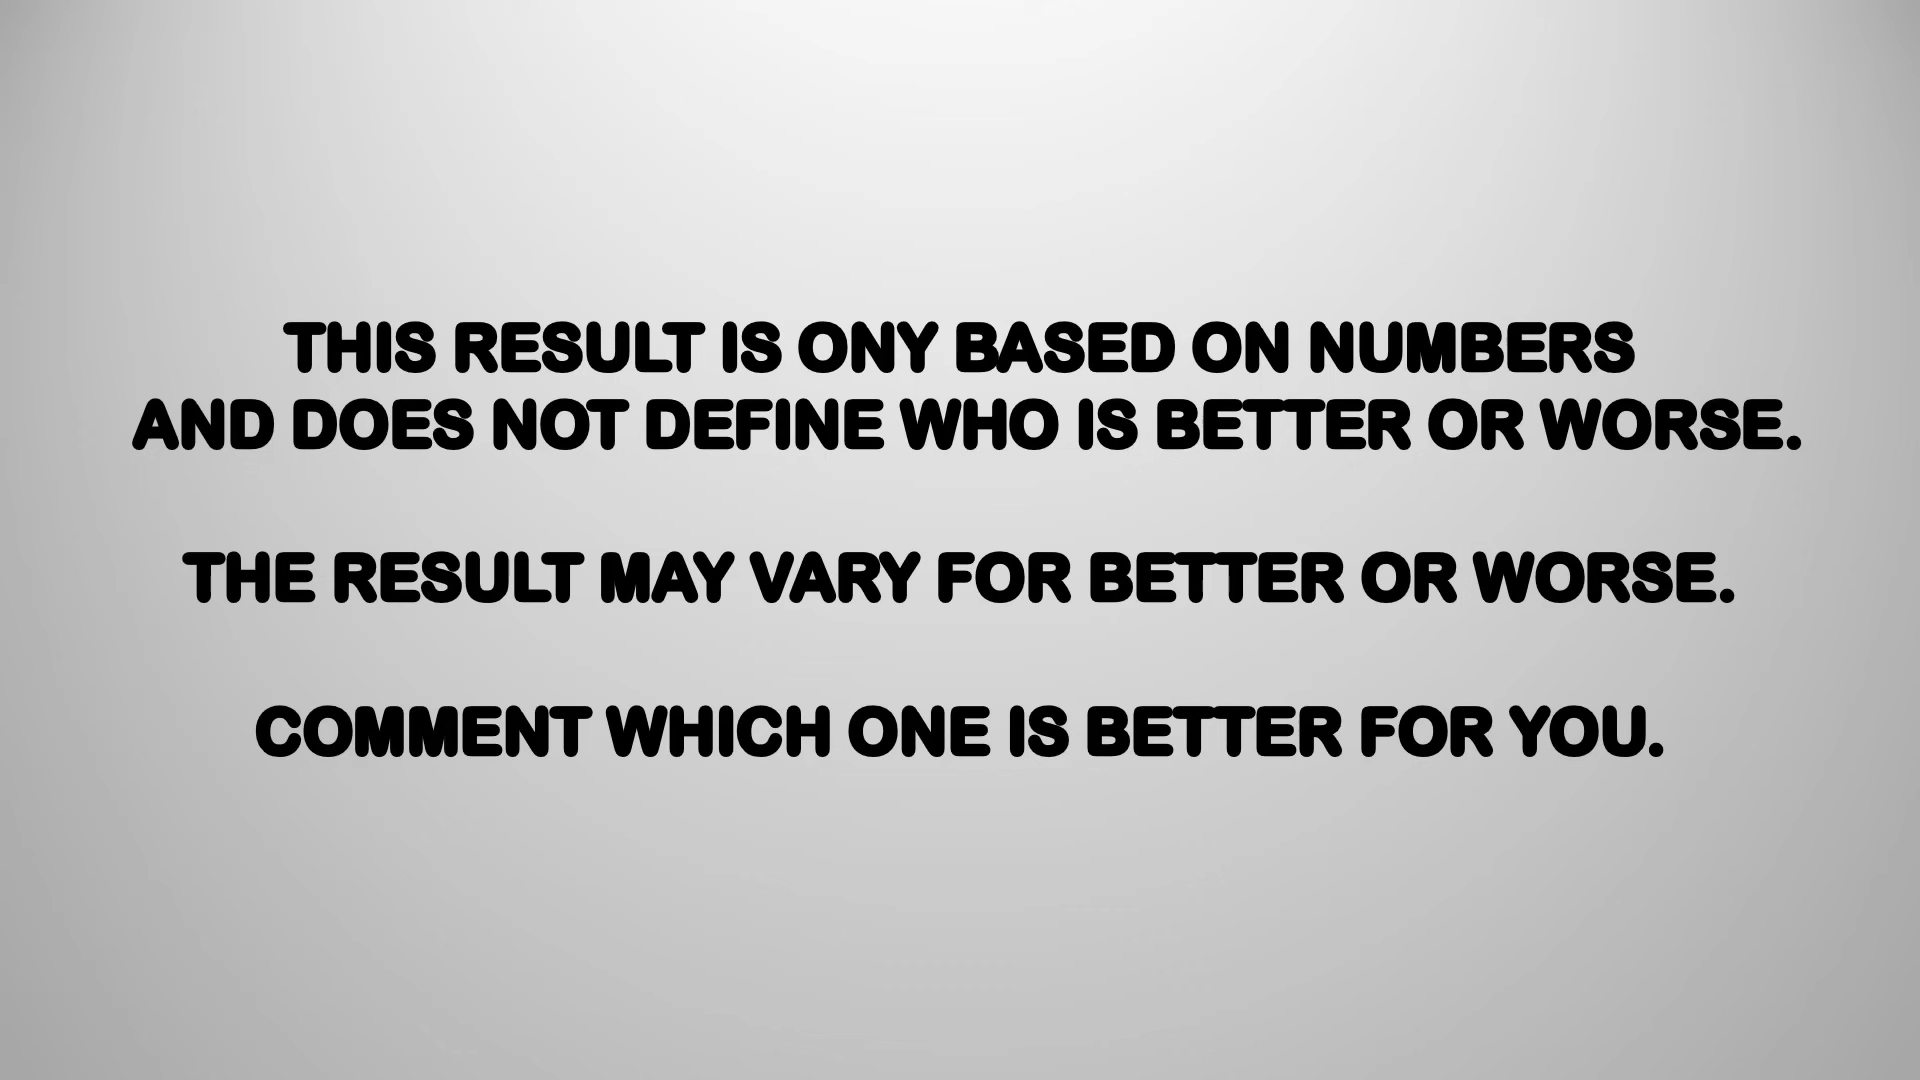 THIS RESULT IS ONY BASED ON NUMBERS
AND DOES NOT DEFINE WHO IS BETTER OR WORSE.
THE RESULT MAY VARY FOR BETTER OR WORSE.
COMMENT WHICH ONE IS BETTER FOR YOU.